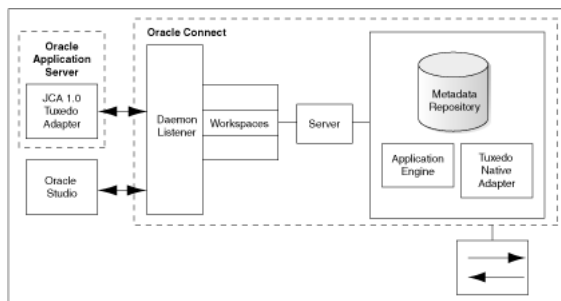 Oracle
Application
Server
JCA 1.0
Tuxedo
Adapter
Oracle
Studio
Oracle Connect
Daemon
Listener
Workspaces
Server
Metadata
Repository
Application
Engine
Tuxedo
Native
Adapter